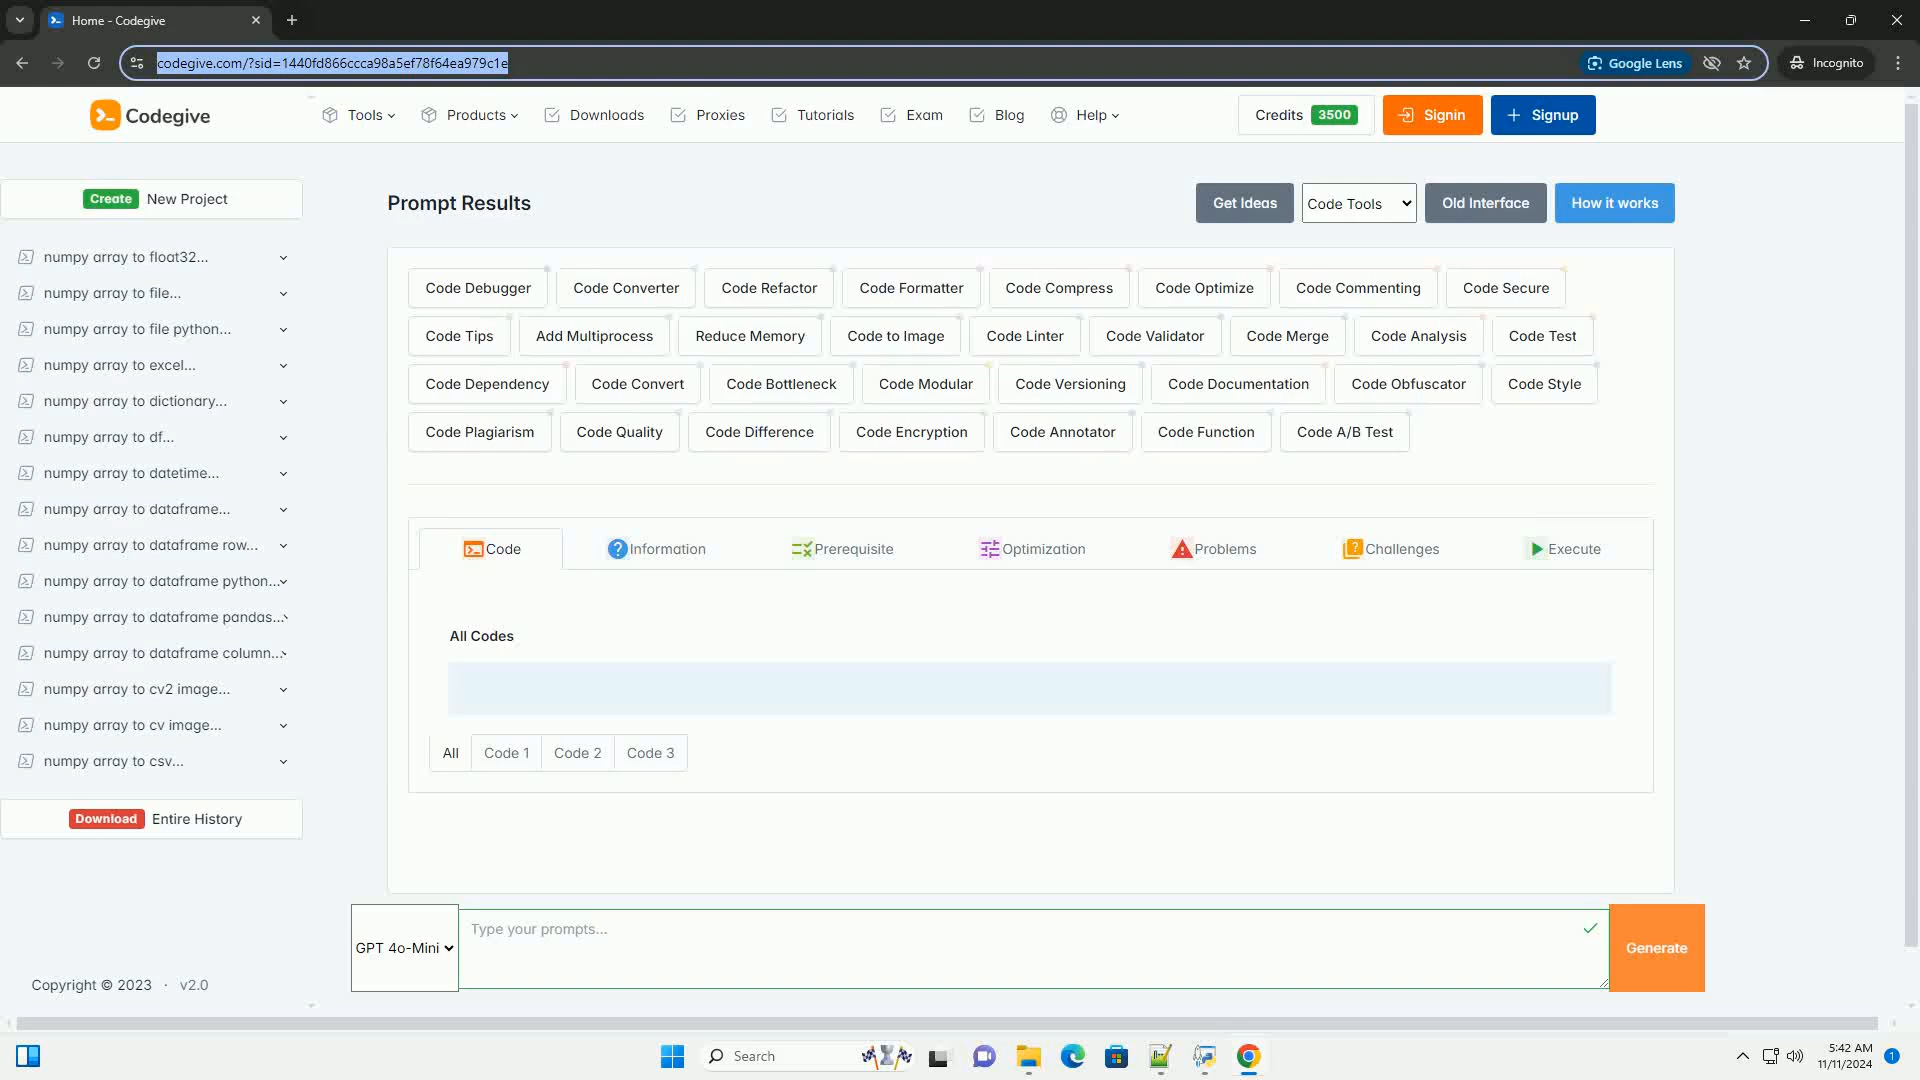 Home - Codegive
codegive.com/?sid=1440fd866ccca98a5ef78f64ea979c1e
Google Lens
Incognito
Codegive
Tools
Products
Downloads
Proxies
Tutorials
Exam
Blog
Help
Credits 3500
Signin
Signup
Create New Project
Prompt Results
Get Ideas
Code Tools
Old Interface
How it works
numpy array to float32...
numpy array to file...
numpy array to file python...
numpy array to excel...
numpy array to dictionary...
numpy array to df...
numpy array to datetime...
numpy array to dataframe...
numpy array to dataframe row...
numpy array to dataframe python...
numpy array to dataframe pandas...
numpy array to dataframe column...
numpy array to cv2 image...
numpy array to cv image...
numpy array to csv...
Download Entire History
Code Debugger
Code Converter
Code Refactor
Code Formatter
Code Compress
Code Optimize
Code Commenting
Code Secure
Code Tips
Add Multiprocess
Reduce Memory
Code to Image
Code Linter
Code Validator
Code Merge
Code Analysis
Code Test
Code Dependency
Code Convert
Code Bottleneck
Code Modular
Code Versioning
Code Documentation
Code Obfuscator
Code Style
Code Plagiarism
Code Quality
Code Difference
Code Encryption
Code Annotator
Code Function
Code A/B Test
Code
Information
Prerequisite
Optimization
Problems
Challenges
Execute
All Codes
All
Code 1
Code 2
Code 3
GPT 4o-Mini
Type your prompts...
Generate
Copyright © 2023 · v2.0
Search
5:42 AM
11/11/2024
1